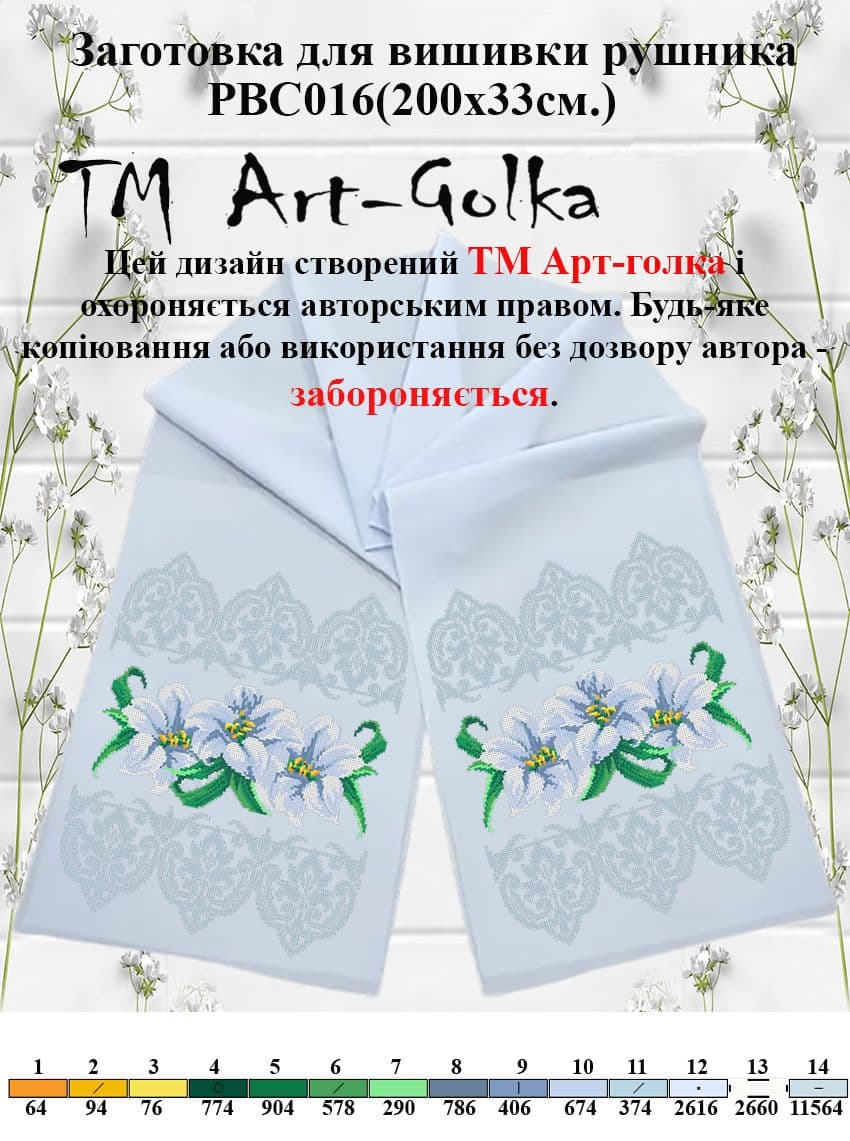 Заготовка для вишивки рушника
РВС016(200х33см.)
TM Art-Golka
Цей дизайн створений ТМ Арт-голка і
охороняється авторським правом. Будь-яке
копіювання або використання без дозвору автора -
забороняється.
1 2 3 4 5 6 7 8 9 10 11 12 13 14
64 94 76 774 904 578 290 786 406 674 374 2616 2660 11564